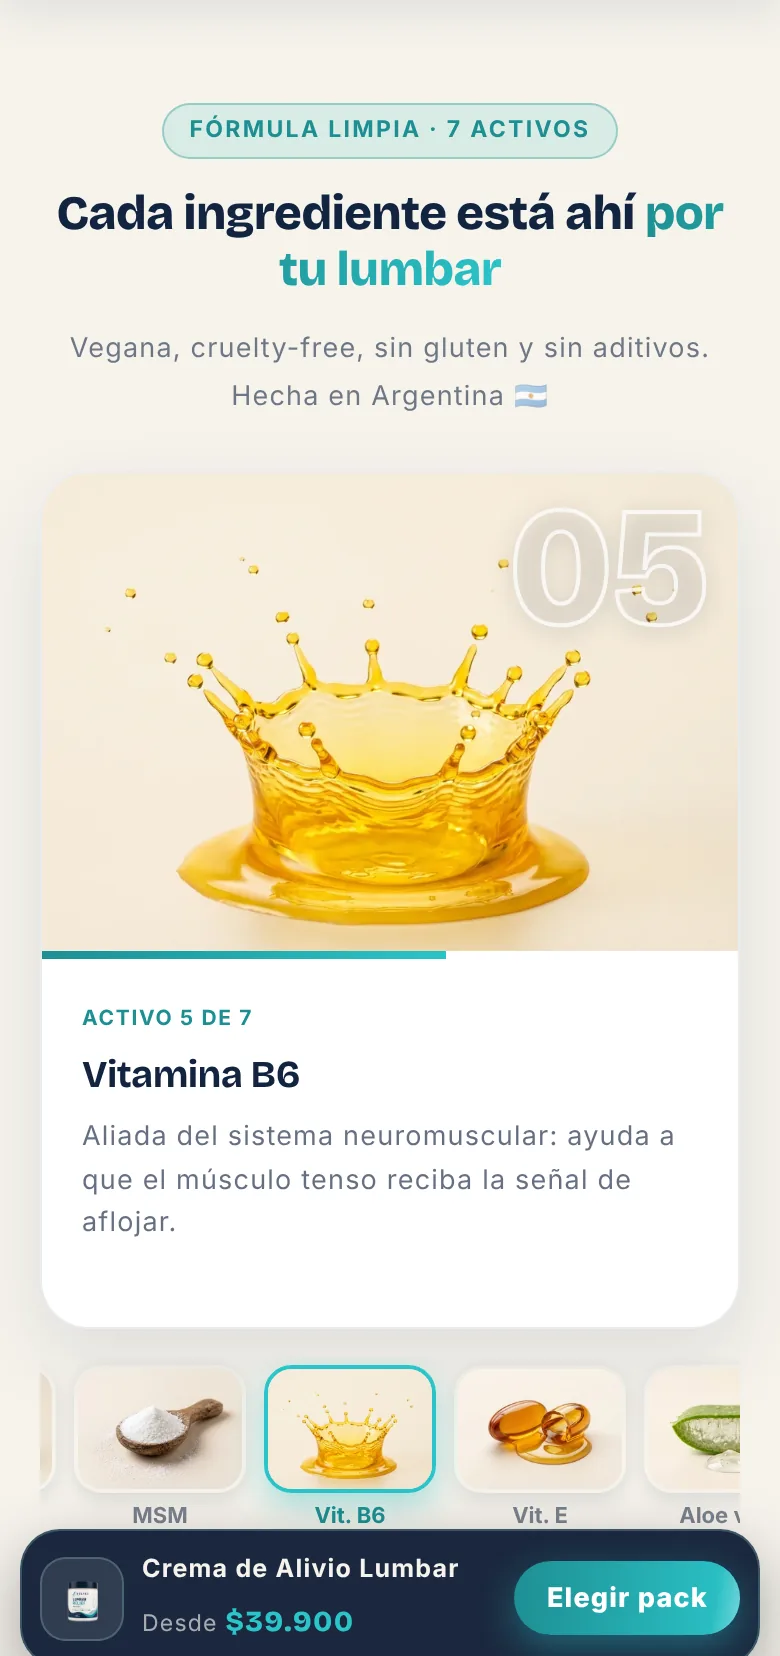 FÓRMULA LIMPIA · 7 ACTIVOS
Cada ingrediente está ahí por
tu lumbar
Vegana, cruelty-free, sin gluten y sin aditivos.
Hecha en Argentina 🇦🇷
05
ACTIVO 5 DE 7
Vitamina B6
Aliada del sistema neuromuscular: ayuda a
que el músculo tenso reciba la señal de
aflojar.
MSM
Vit. B6
Vit. E
Aloe v
Crema de Alivio Lumbar
Desde $39.900
Elegir pack